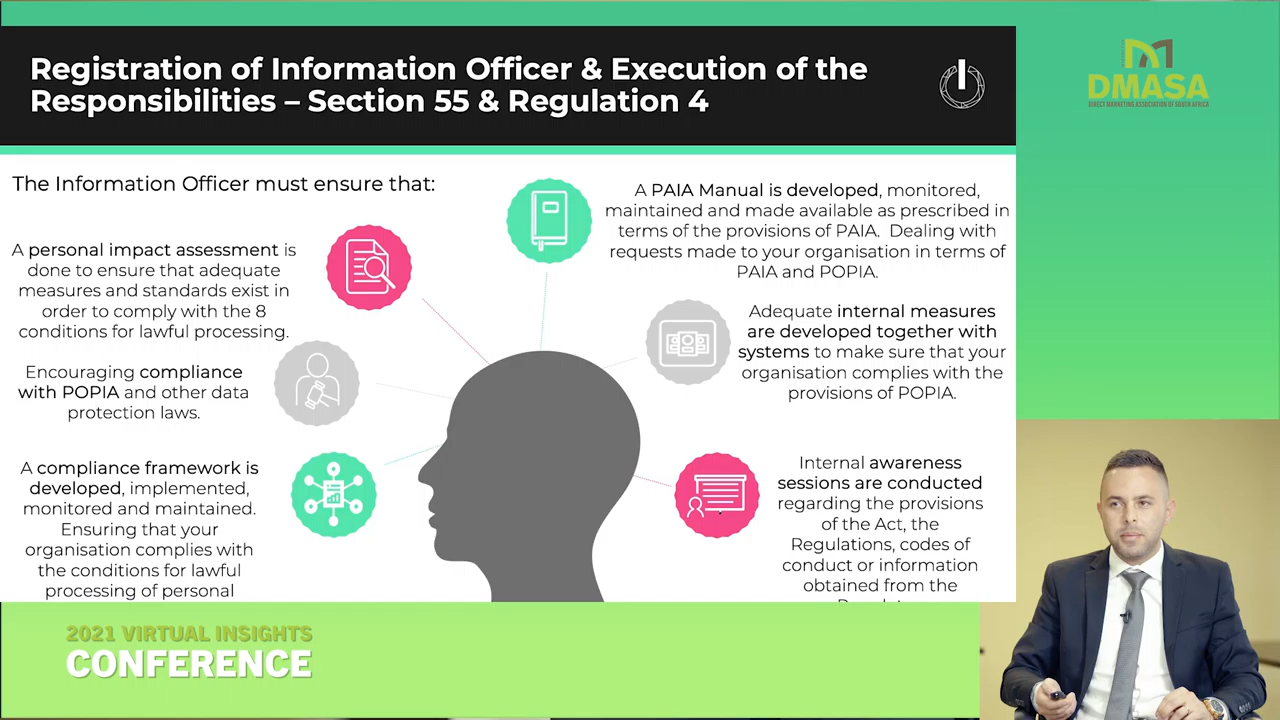 Registration of Information Officer & Execution of the
Responsibilities – Section 55 & Regulation 4
DMASA
DIRECT MARKETING ASSOCIATION OF SOUTH AFRICA
The Information Officer must ensure that:
A personal impact assessment is
done to ensure that adequate
measures and standards exist in
order to comply with the 8
conditions for lawful processing.
Encouraging compliance
with POPIA and other data
protection laws.
A compliance framework is
developed, implemented,
monitored and maintained.
Ensuring that your
organisation complies with
the conditions for lawful
processing of personal
A PAIA Manual is developed, monitored,
maintained and made available as prescribed in
terms of the provisions of PAIA. Dealing with
requests made to your organisation in terms of
PAIA and POPIA.
Adequate internal measures
are developed together with
systems to make sure that your
organisation complies with the
provisions of POPIA.
Internal awareness
sessions are conducted
regarding the provisions
of the Act, the
Regulations, codes of
conduct or information
obtained from the
2021 VIRTUAL INSIGHTS
CONFERENCE